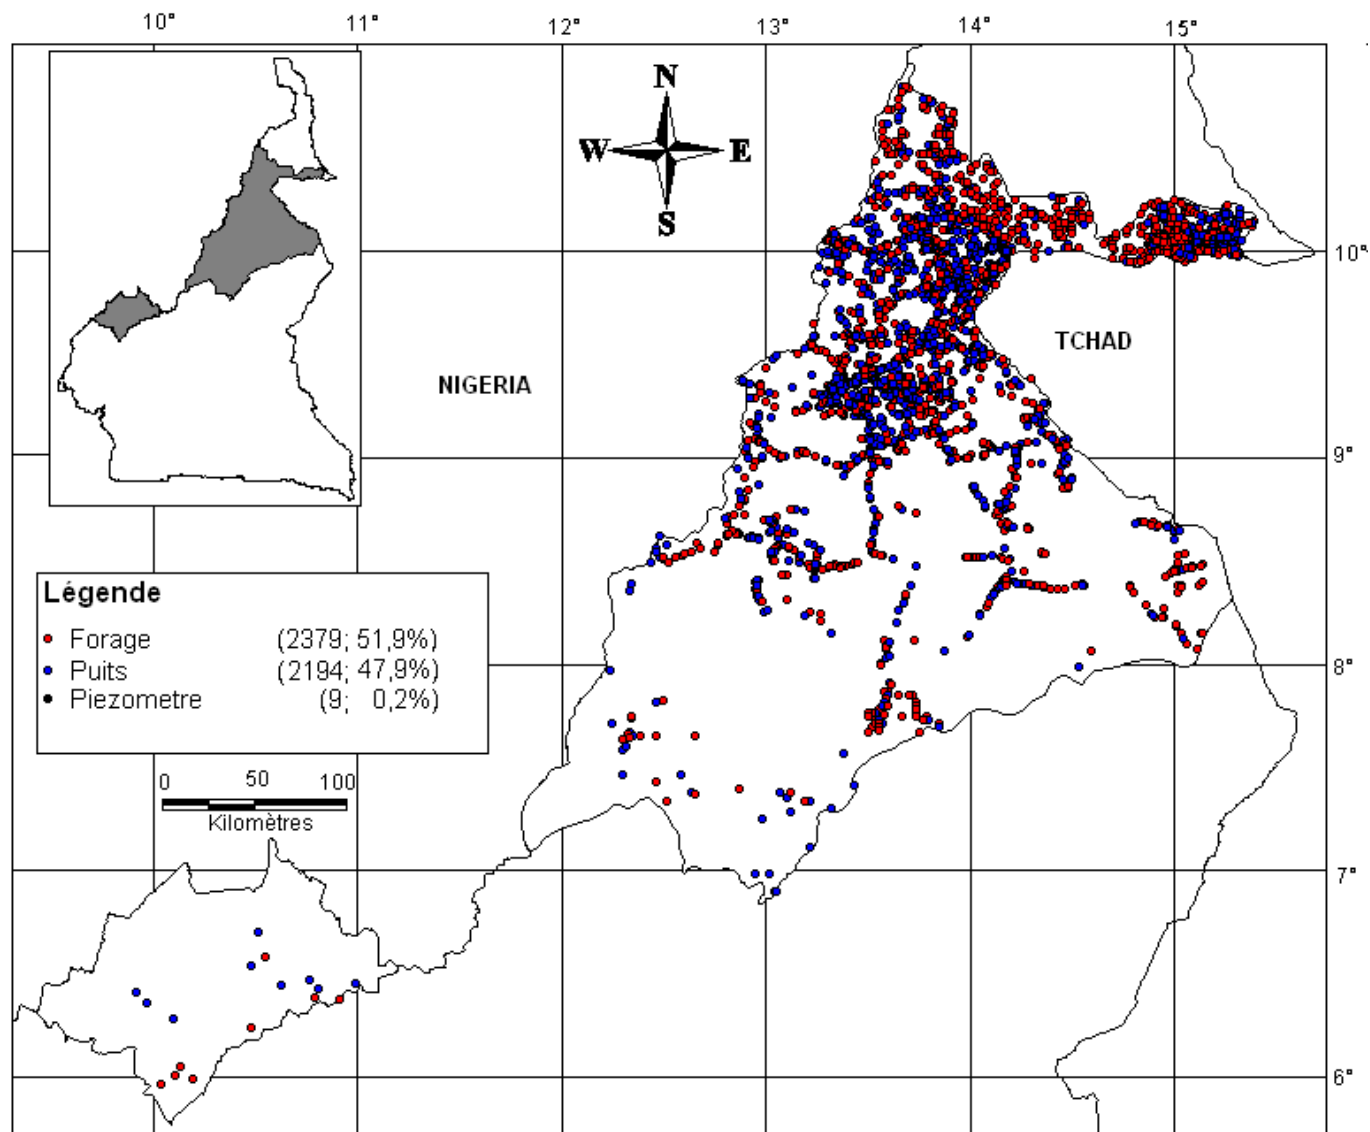 10° 11° 12° 13° 14° 15°
N
W E
S
10°
TCHAD
NIGERIA
9°
Légende
Forage (2379; 51,9%)
Puits (2194; 47,9%)
Piezometre (9; 0,2%)
8°
0 50 100
Kilomètres
7°
6°